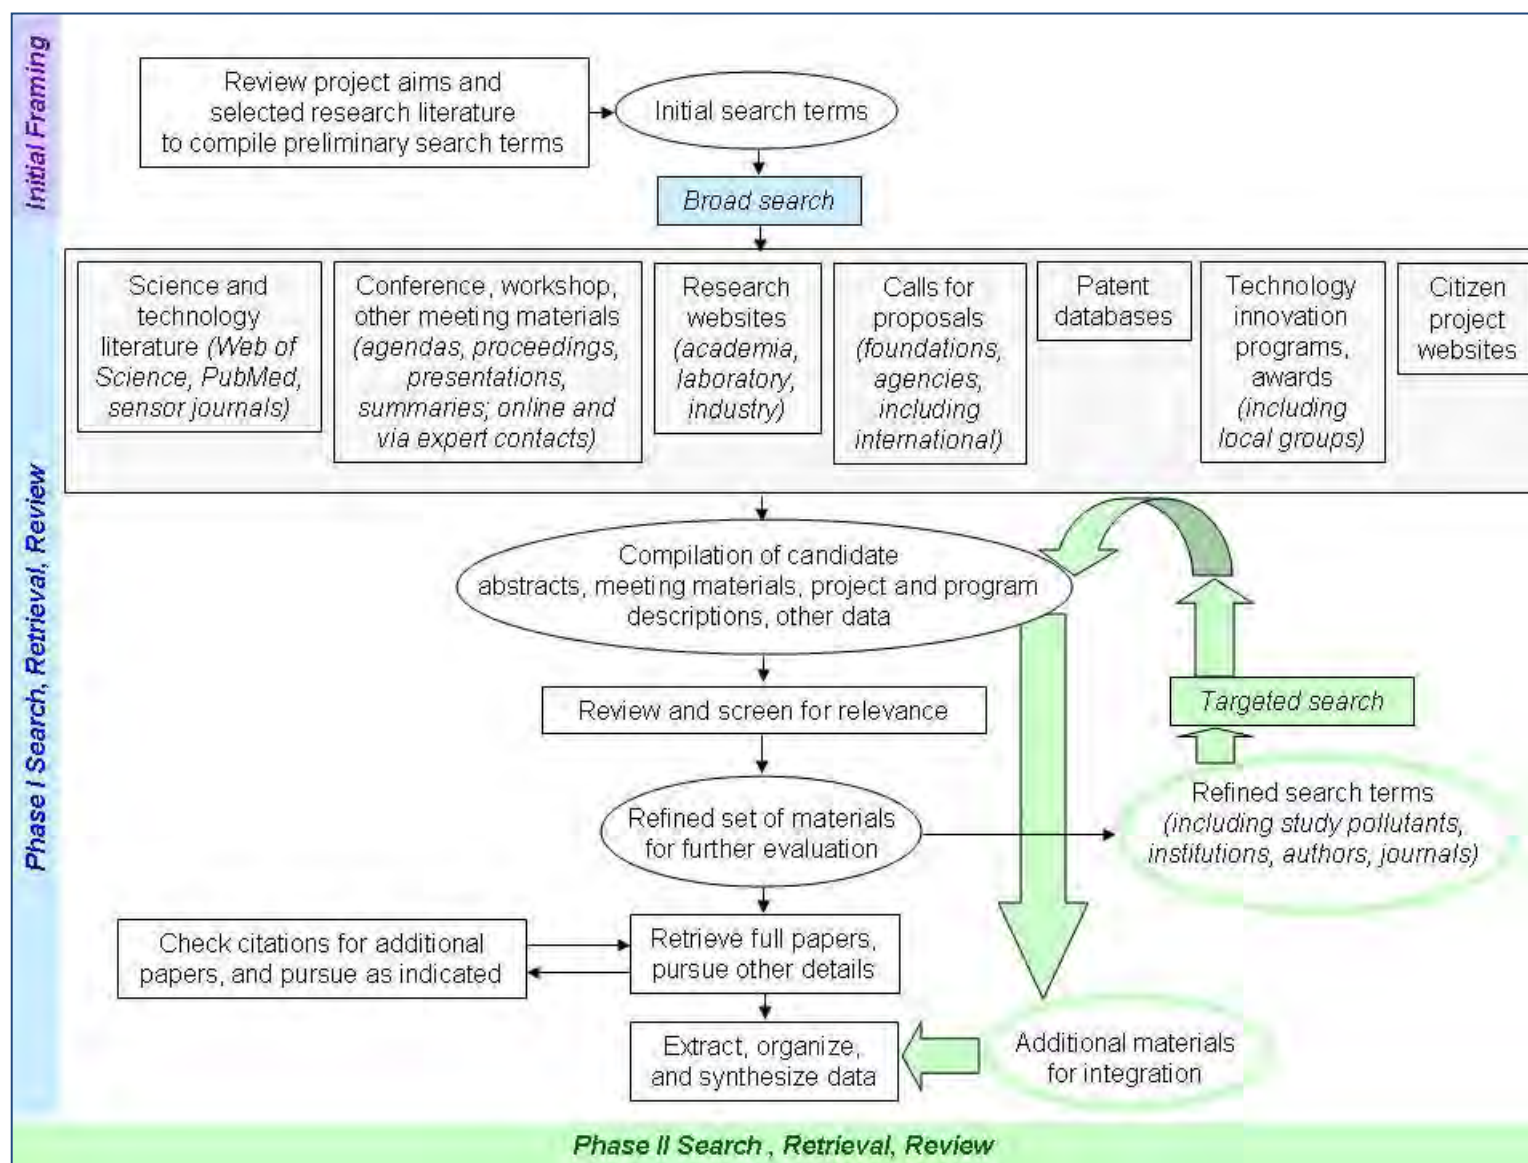 Initial Framing
Review project aims and
selected research literature
to compile preliminary search terms
Initial search terms
Broad search
Phase I Search, Retrieval, Review
Science and
technology
literature (Web of
Science, PubMed,
sensor journals)
Conference, workshop,
other meeting materials
(agendas, proceedings,
presentations,
summaries; online and
via expert contacts)
Research
websites
(academia,
laboratory,
industry)
Calls for
proposals
(foundations,
agencies,
including
international)
Patent
databases
Technology
innovation
programs,
awards
(including
local groups)
Citizen
project
websites
Compilation of candidate
abstracts, meeting materials, project and program
descriptions, other data
Review and screen for relevance
Targeted search
Refined set of materials
for further evaluation
Refined search terms
(including study pollutants,
institutions, authors, journals)
Check citations for additional
papers, and pursue as indicated
Retrieve full papers,
pursue other details
Extract, organize,
and synthesize data
Additional materials
for integration
Phase II Search , Retrieval, Review